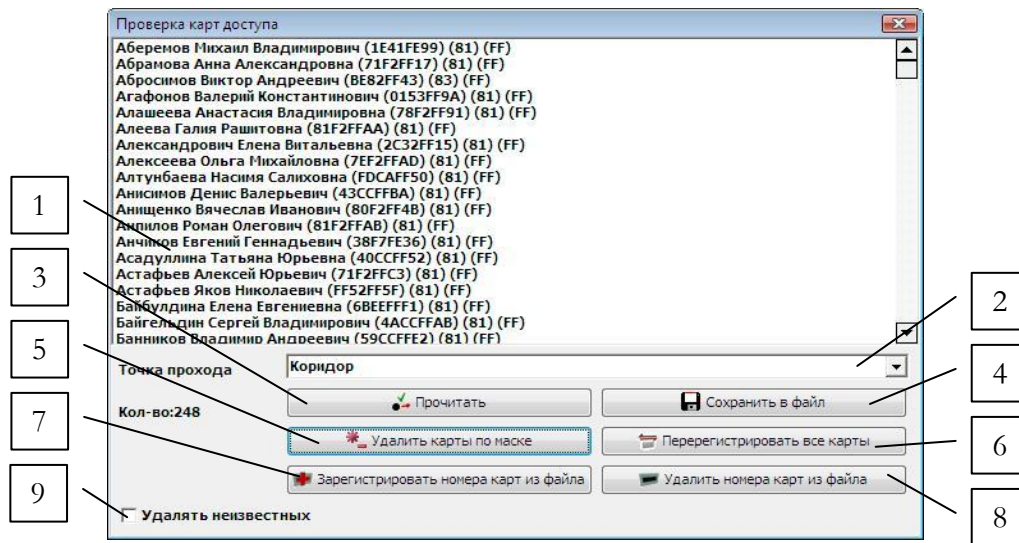 Проверка карт доступа
Аберемов Михаил Владимирович (1E41FE99) (81) (FF)
Абрамова Анна Александровна (71F2FF17) (81) (FF)
Абросимов Виктор Андреевич (BE82FF43) (83) (FF)
Агафонов Валерий Константинович (0153FF9A) (81) (FF)
Алашеева Анастасия Владимировна (78F2FF91) (81) (FF)
Алеева Галия Рашитовна (81F2FFAA) (81) (FF)
Александрович Елена Витальевна (2C32FF15) (81) (FF)
Алексеева Ольга Михайловна (7EF2FFAD) (81) (FF)
Алтунбаева Насимя Салиховна (FDCAFF50) (81) (FF)
Анисимов Денис Валерьевич (43CCFFBA) (81) (FF)
Анищенко Вячеслав Иванович (80F2FF4B) (81) (FF)
Анпилов Роман Олегович (81F2FFAB) (81) (FF)
Анчиков Евгений Геннадьевич (38F7FE36) (81) (FF)
Асадуллина Татьяна Юрьевна (40CCFF52) (81) (FF)
Астафьев Алексей Юрьевич (71F2FFC3) (81) (FF)
Астафьев Яков Николаевич (FF52FF5F) (81) (FF)
Байбулдина Елена Евгениевна (6BEEFFF1) (81) (FF)
Байгельдин Сергей Владимирович (4ACCFFAB) (81) (FF)
Банников Владимир Андреевич (59CCFFE2) (81) (FF)
Точка прохода
Коридор
Кол-во:248
Прочитать
Сохранить в файл
Удалить карты по маске
Перерегистрировать все карты
Зарегистрировать номера карт из файла
Удалить номера карт из файла
Удалять неизвестных
1
3
5
7
9
2
4
6
8